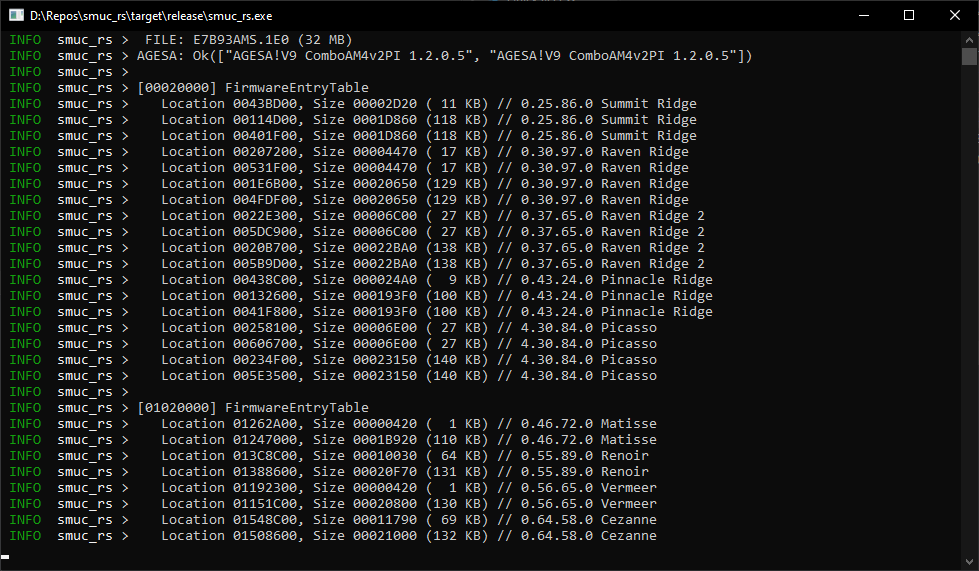 D:\Repos\smuc_rs\target\release\smuc_rs.exe
INFO  smuc_rs >  FILE: E7B93AMS.1E0 (32 MB)
INFO  smuc_rs > AGESA: Ok(["AGESA!V9 ComboAM4v2PI 1.2.0.5", "AGESA!V9 ComboAM4v2PI 1.2.0.5"])
INFO  smuc_rs >
INFO  smuc_rs > [00020000] FirmwareEntryTable
INFO  smuc_rs >    Location 0043BD00, Size 00002D20 ( 11 KB) // 0.25.86.0 Summit Ridge
INFO  smuc_rs >    Location 00114D00, Size 0001D860 (118 KB) // 0.25.86.0 Summit Ridge
INFO  smuc_rs >    Location 00401F00, Size 0001D860 (118 KB) // 0.25.86.0 Summit Ridge
INFO  smuc_rs >    Location 00207200, Size 00004470 ( 17 KB) // 0.30.97.0 Raven Ridge
INFO  smuc_rs >    Location 00531F00, Size 00004470 ( 17 KB) // 0.30.97.0 Raven Ridge
INFO  smuc_rs >    Location 001E6B00, Size 00020650 (129 KB) // 0.30.97.0 Raven Ridge
INFO  smuc_rs >    Location 004FDF00, Size 00020650 (129 KB) // 0.30.97.0 Raven Ridge
INFO  smuc_rs >    Location 0022E300, Size 00006C00 ( 27 KB) // 0.37.65.0 Raven Ridge 2
INFO  smuc_rs >    Location 005DC900, Size 00006C00 ( 27 KB) // 0.37.65.0 Raven Ridge 2
INFO  smuc_rs >    Location 0020B700, Size 00022BA0 (138 KB) // 0.37.65.0 Raven Ridge 2
INFO  smuc_rs >    Location 005B9D00, Size 00022BA0 (138 KB) // 0.37.65.0 Raven Ridge 2
INFO  smuc_rs >    Location 00438C00, Size 000024A0 (  9 KB) // 0.43.24.0 Pinnacle Ridge
INFO  smuc_rs >    Location 00132600, Size 000193F0 (100 KB) // 0.43.24.0 Pinnacle Ridge
INFO  smuc_rs >    Location 0041F800, Size 000193F0 (100 KB) // 0.43.24.0 Pinnacle Ridge
INFO  smuc_rs >    Location 00258100, Size 00006E00 ( 27 KB) // 4.30.84.0 Picasso
INFO  smuc_rs >    Location 00606700, Size 00006E00 ( 27 KB) // 4.30.84.0 Picasso
INFO  smuc_rs >    Location 00234F00, Size 00023150 (140 KB) // 4.30.84.0 Picasso
INFO  smuc_rs >    Location 005E3500, Size 00023150 (140 KB) // 4.30.84.0 Picasso
INFO  smuc_rs >
INFO  smuc_rs > [01020000] FirmwareEntryTable
INFO  smuc_rs >    Location 01262A00, Size 00000420 (  1 KB) // 0.46.72.0 Matisse
INFO  smuc_rs >    Location 01247000, Size 0001B920 (110 KB) // 0.46.72.0 Matisse
INFO  smuc_rs >    Location 013C8C00, Size 00010030 ( 64 KB) // 0.55.89.0 Renoir
INFO  smuc_rs >    Location 01388600, Size 00020F70 (131 KB) // 0.55.89.0 Renoir
INFO  smuc_rs >    Location 01192300, Size 00000420 (  1 KB) // 0.56.65.0 Vermeer
INFO  smuc_rs >    Location 01151C00, Size 00020800 (130 KB) // 0.56.65.0 Vermeer
INFO  smuc_rs >    Location 01548C00, Size 00011790 ( 69 KB) // 0.64.58.0 Cezanne
INFO  smuc_rs >    Location 01508600, Size 00021000 (132 KB) // 0.64.58.0 Cezanne